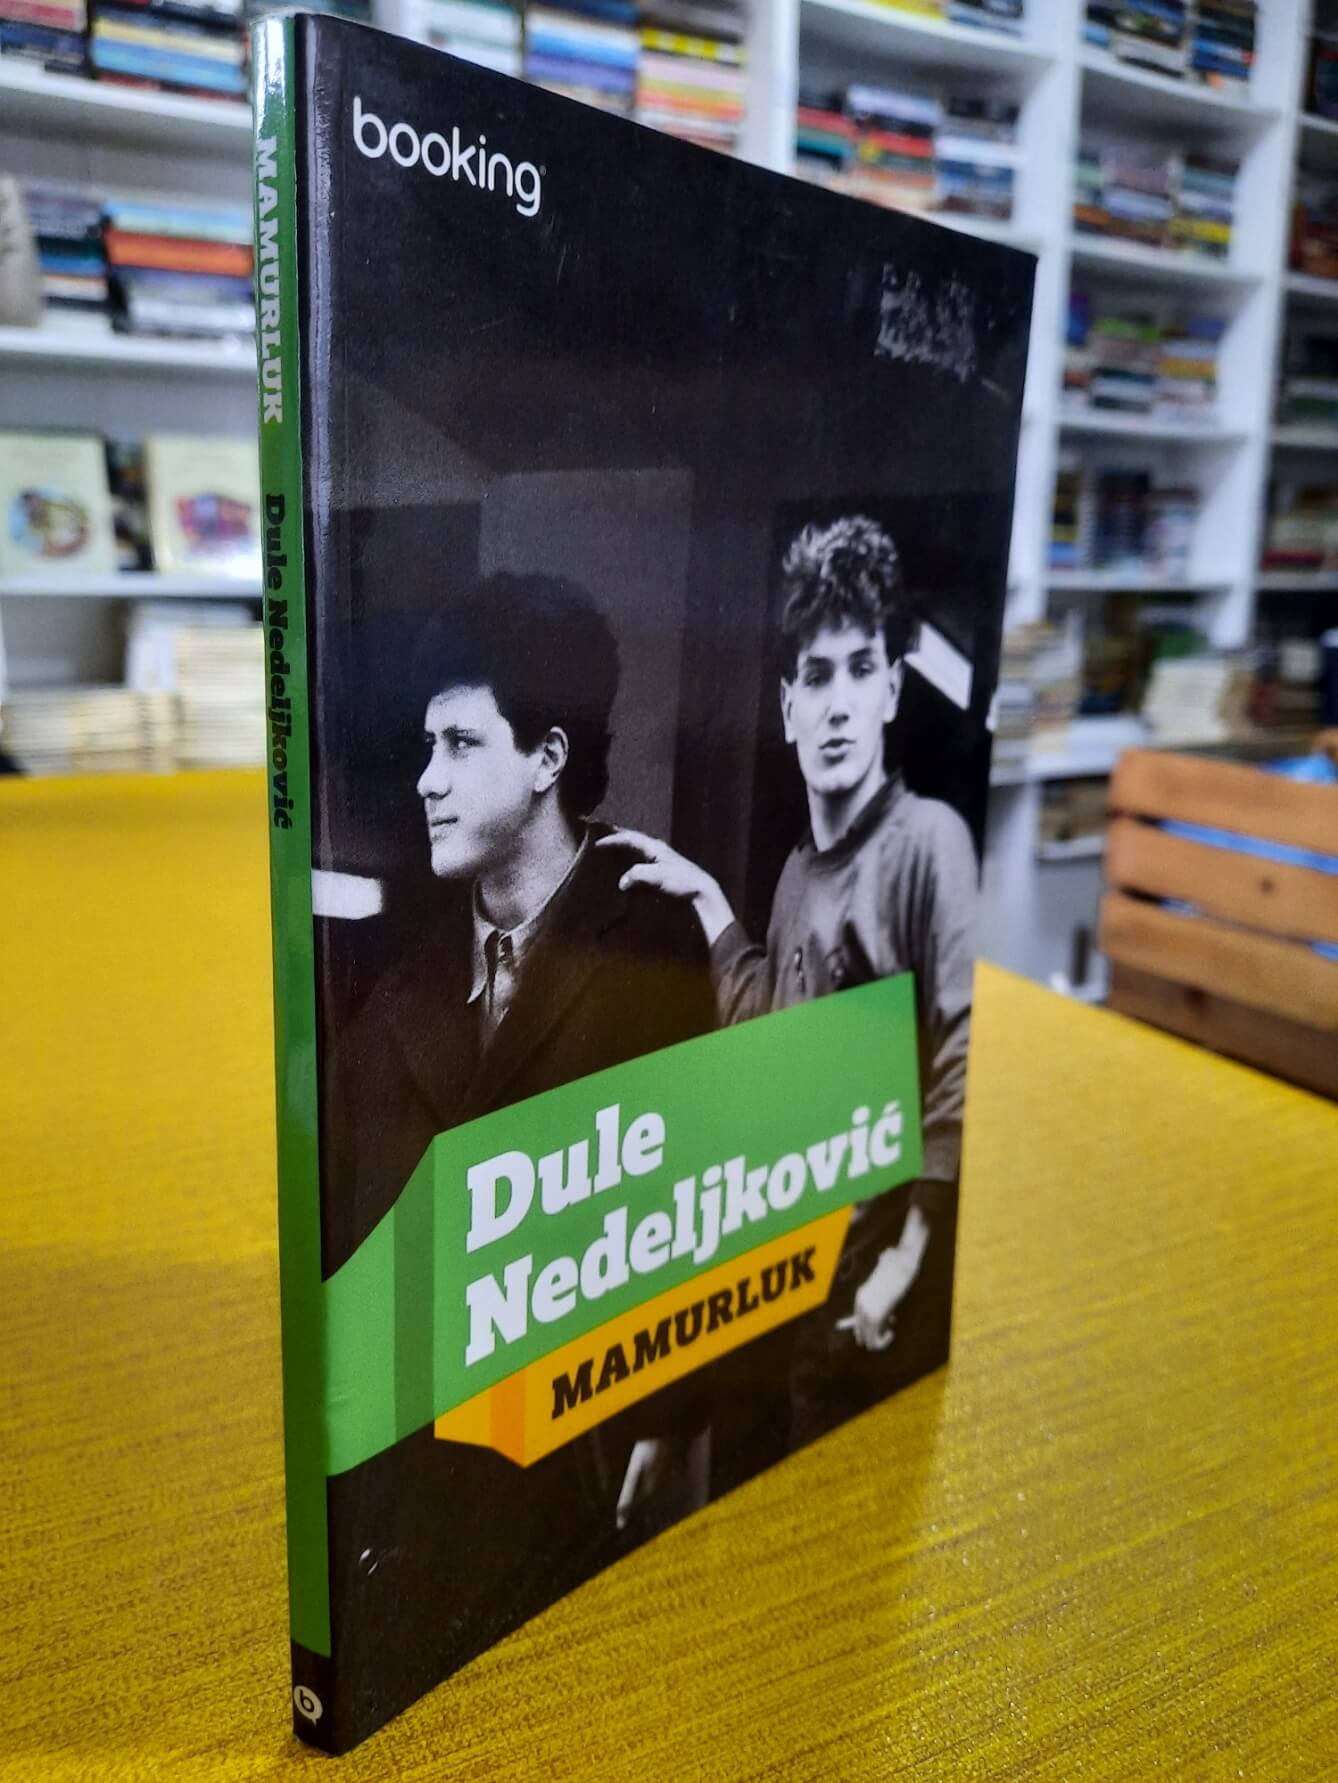 booking
MAMURLUK Dule Nedeljković
Dule
Nedeljković
MAMURLUK
b